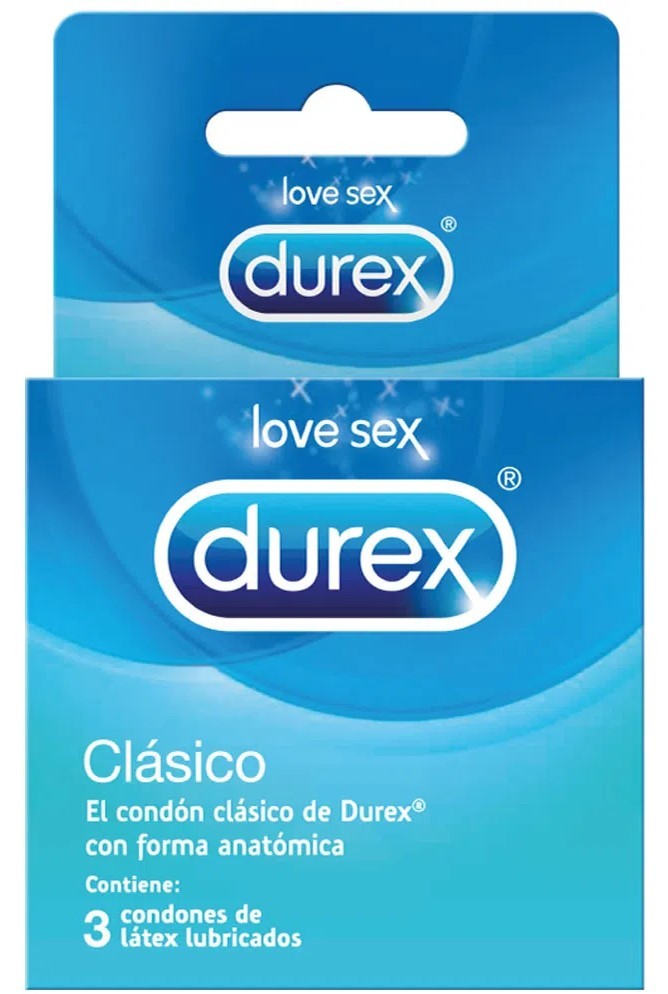 love sex
durex®
love sex
durex®
Clásico
El condón clásico de Durex®
con forma anatómica
Contiene:
3 condones de
látex lubricados